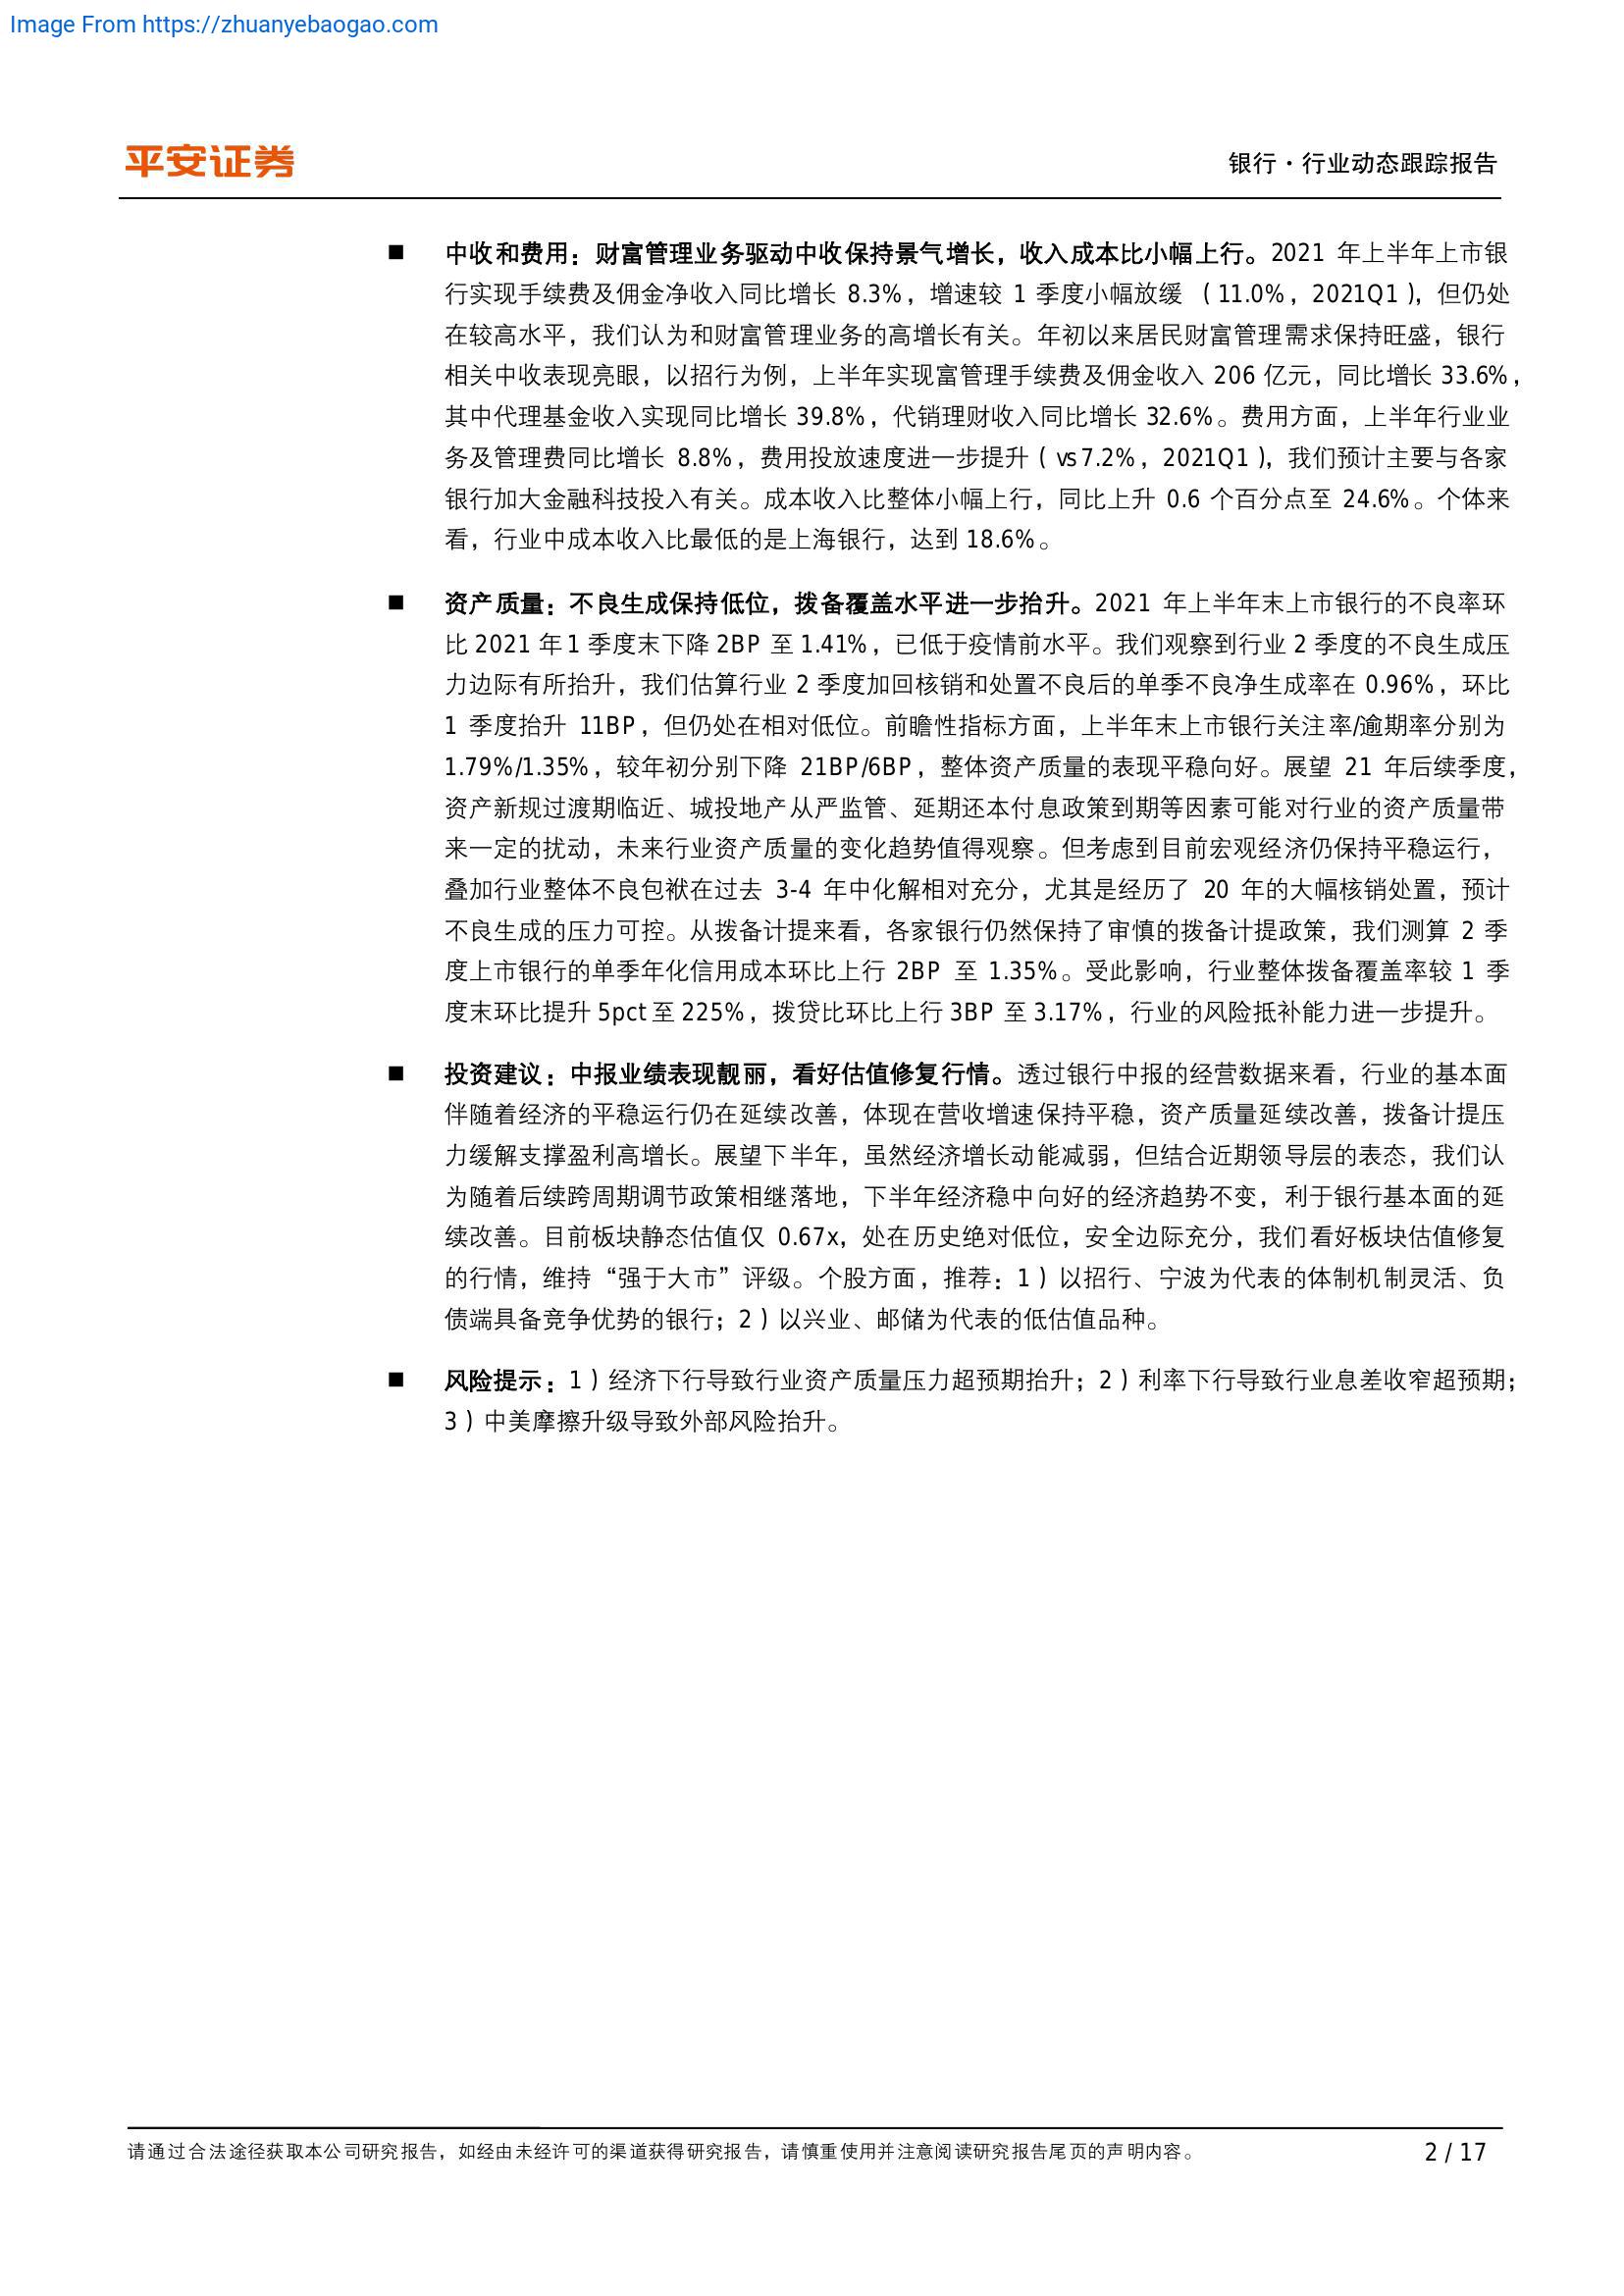 Image From https://zhuanyebaogao.com
平安证券
银行·行业动态跟踪报告
■ 中收和费用：财富管理业务驱动中收保持景气增长，收入成本比小幅上行。2021 年上半年上市银
行实现手续费及佣金净收入同比增长 8.3%，增速较 1 季度小幅放缓（11.0%，2021Q1），但仍处
在较高水平，我们认为和财富管理业务的高增长有关。年初以来居民财富管理需求保持旺盛，银行
相关中收表现亮眼，以招行为例，上半年实现富管理手续费及佣金收入 206 亿元，同比增长 33.6%，
其中代理基金收入实现同比增长 39.8%，代销理财收入同比增长 32.6%。费用方面，上半年行业业
务及管理费同比增长 8.8%，费用投放速度进一步提升（vs7.2%，2021Q1），我们预计主要与各家
银行加大金融科技投入有关。成本收入比整体小幅上行，同比上升 0.6 个百分点至 24.6%。个体来
看，行业中成本收入比最低的是上海银行，达到 18.6%。
■ 资产质量：不良生成保持低位，拨备覆盖水平进一步抬升。2021 年上半年末上市银行的不良率环
比 2021 年 1 季度末下降 2BP 至 1.41%，已低于疫情前水平。我们观察到行业 2 季度的不良生成压
力边际有所抬升，我们估算行业 2 季度加回核销和处置不良后的单季不良净生成率在 0.96%，环比
1 季度抬升 11BP，但仍处在相对低位。前瞻性指标方面，上半年末上市银行关注率/逾期率分别为
1.79%/1.35%，较年初分别下降 21BP/6BP，整体资产质量的表现平稳向好。展望 21 年后续季度，
资产新规过渡期临近、城投地产从严监管、延期还本付息政策到期等因素可能对行业的资产质量带
来一定的扰动，未来行业资产质量的变化趋势值得观察。但考虑到目前宏观经济仍保持平稳运行，
叠加行业整体不良包袱在过去 3-4 年中化解相对充分，尤其是经历了 20 年的大幅核销处置，预计
不良生成的压力可控。从拨备计提来看，各家银行仍然保持了审慎的拨备计提政策，我们测算 2 季
度上市银行的单季年化信用成本环比上行 2BP 至 1.35%。受此影响，行业整体拨备覆盖率较 1 季
度末环比提升 5pct 至 225%，拨贷比环比上行 3BP 至 3.17%，行业的风险抵补能力进一步提升。
■ 投资建议：中报业绩表现靓丽，看好估值修复行情。透过银行中报的经营数据来看，行业的基本面
伴随着经济的平稳运行仍在延续改善，体现在营收增速保持平稳，资产质量延续改善，拨备计提压
力缓解支撑盈利高增长。展望下半年，虽然经济增长动能减弱，但结合近期领导层的表态，我们认
为随着后续跨周期调节政策相继落地，下半年经济稳中向好的经济趋势不变，利于银行基本面的延
续改善。目前板块静态估值仅 0.67x，处在历史绝对低位，安全边际充分，我们看好板块估值修复
的行情，维持“强于大市”评级。个股方面，推荐：1）以招行、宁波为代表的体制机制灵活、负
债端具备竞争优势的银行；2）以兴业、邮储为代表的低估值品种。
■ 风险提示：1）经济下行导致行业资产质量压力超预期抬升；2）利率下行导致行业息差收窄超预期；
3）中美摩擦升级导致外部风险抬升。
请通过合法途径获取本公司研究报告，如经由未经许可的渠道获得研究报告，请慎重使用并注意阅读研究报告尾页的声明内容。
2 / 17